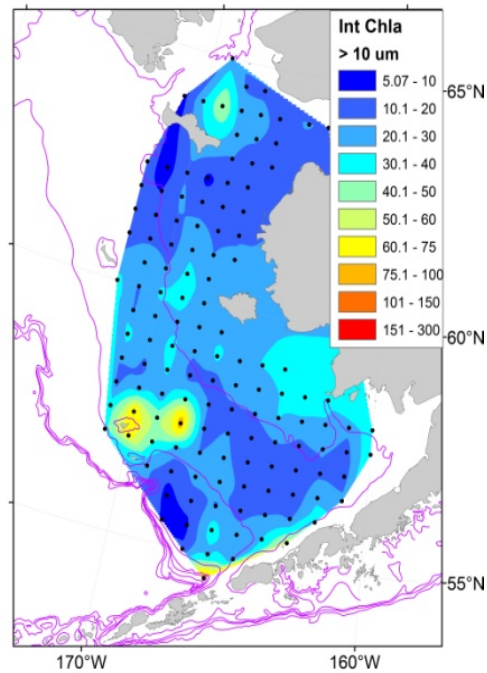 Int Chla
> 10 um
5.07 - 10
10.1 - 20
20.1 - 30
30.1 - 40
40.1 - 50
50.1 - 60
60.1 - 75
75.1 - 100
101 - 150
151 - 300
65°N
60°N
55°N
170°W 160°W